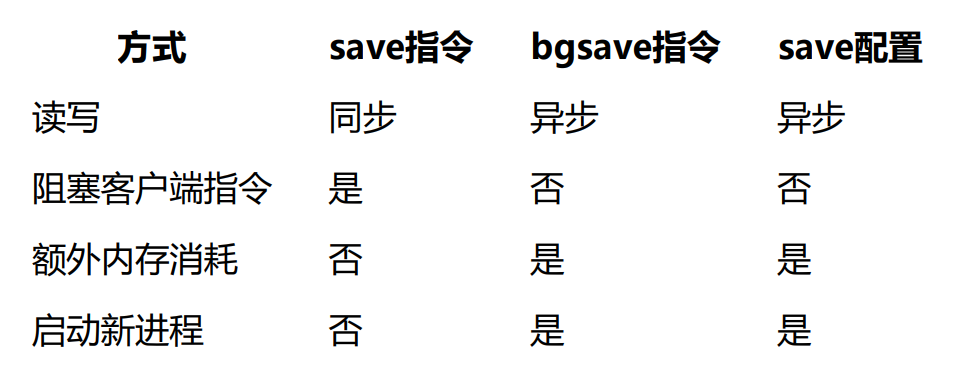 方式 save指令 bgsave指令 save配置
读写 同步 异步 异步
阻塞客户端指令 是 否 否
额外内存消耗 否 是 是
启动新进程 否 是 是